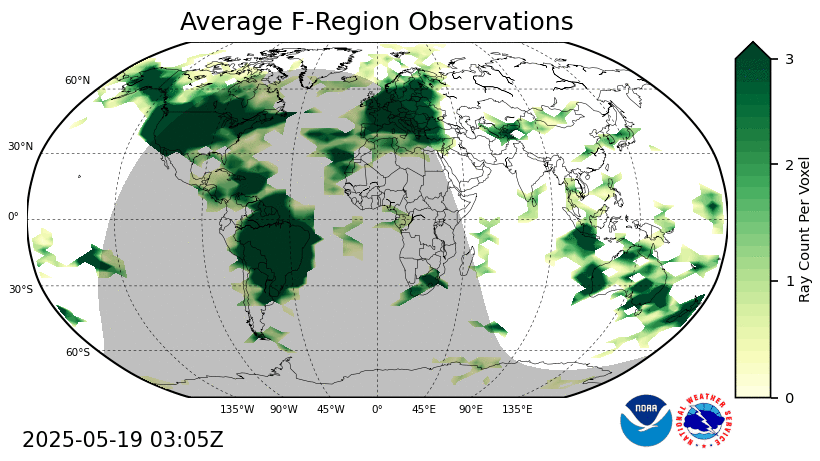 Average F-Region Observations
60°N
30°N
0°
30°S
60°S
135°W 90°W 45°W 0° 45°E 90°E 135°E
3
2
1
0
Ray Count Per Voxel
NOAA
NATIONAL WEATHER SERVICE
2025-05-19 03:05Z